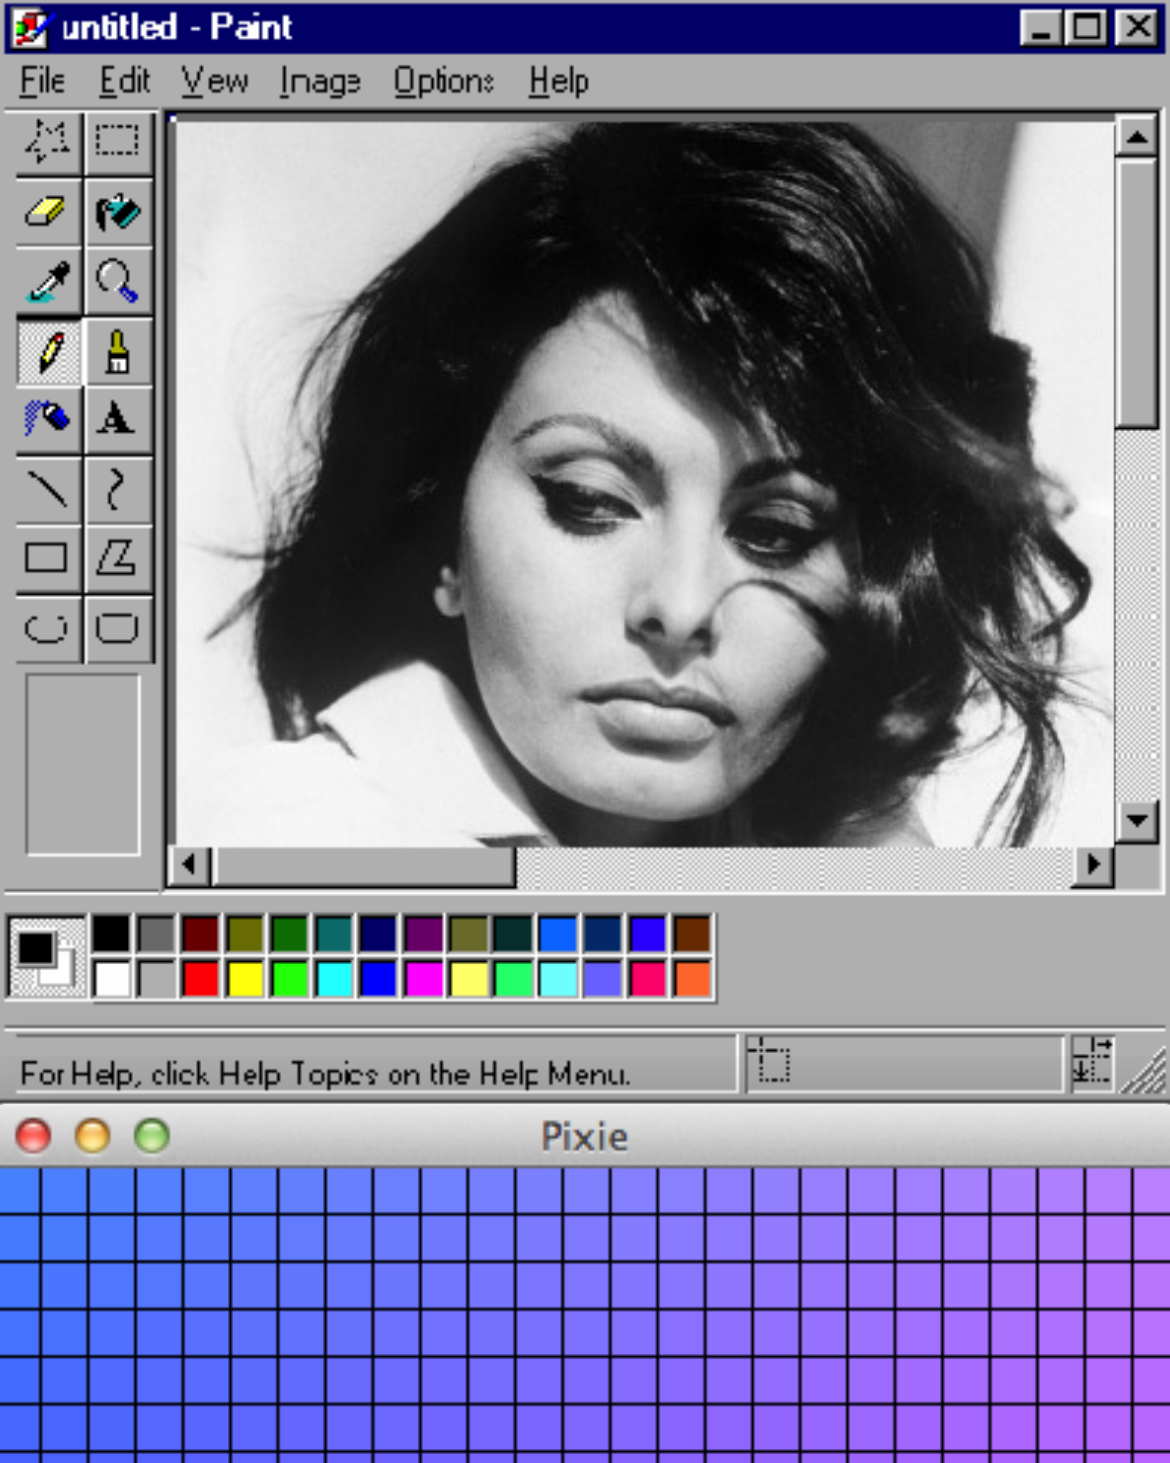 untitled - Paint
File Edit View Image Options Help
A
For Help, click Help Topics on the Help Menu.
Pixie